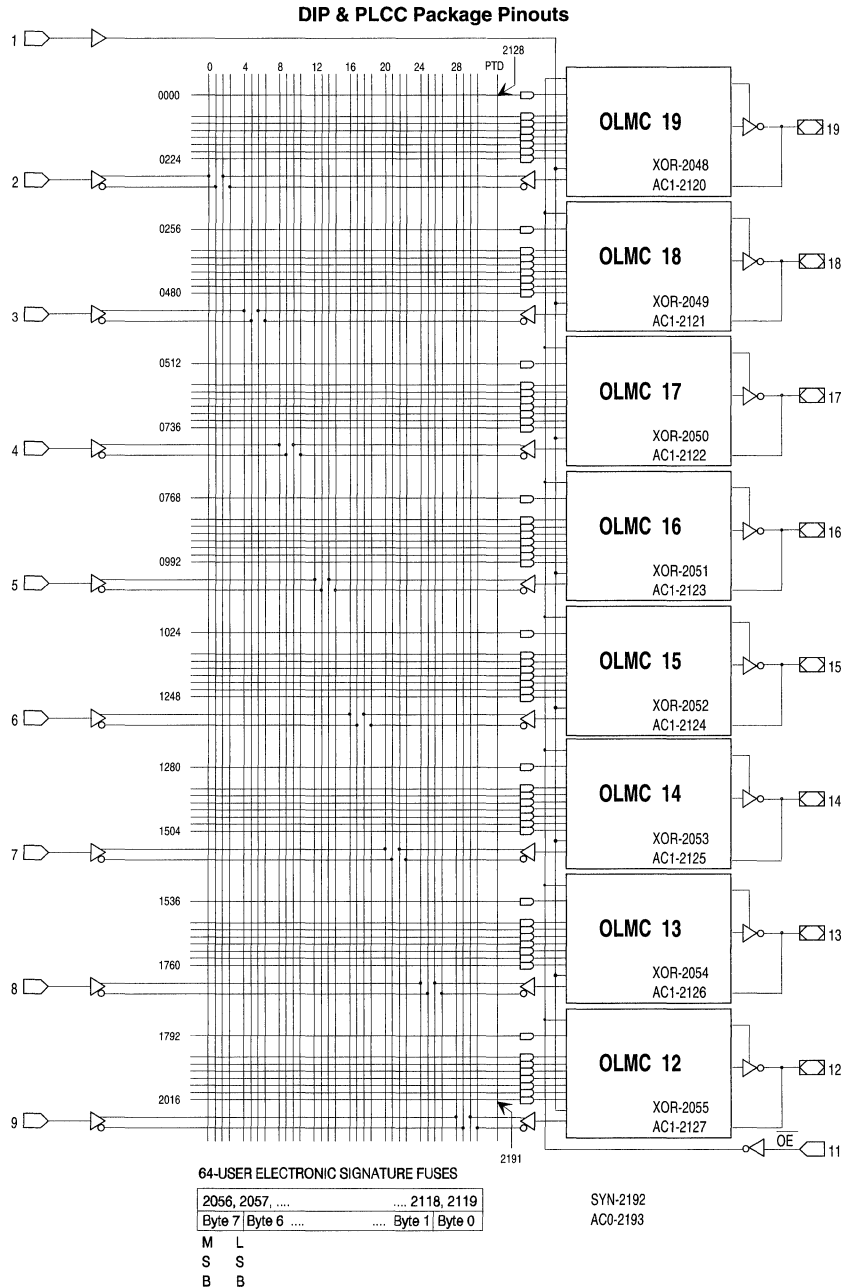 DIP & PLCC Package Pinouts
1
2128
0 4 8 12 16 20 24 28 PTD
0000
OLMC 19
19
0224
XOR-2048
2
AC1-2120
0256
OLMC 18
18
0480
XOR-2049
3
AC1-2121
0512
OLMC 17
17
0736
XOR-2050
4
AC1-2122
0768
OLMC 16
16
0992
XOR-2051
5
AC1-2123
1024
OLMC 15
15
1248
XOR-2052
6
AC1-2124
1280
OLMC 14
14
1504
XOR-2053
7
AC1-2125
1536
OLMC 13
13
1760
XOR-2054
8
AC1-2126
1792
OLMC 12
12
2016
XOR-2055
9
AC1-2127
OE
11
2191
64-USER ELECTRONIC SIGNATURE FUSES
2056, 2057, .... .... 2118, 2119
Byte 7 Byte 6 .... .... Byte 1 Byte 0
M L
S S
B B
SYN-2192
AC0-2193